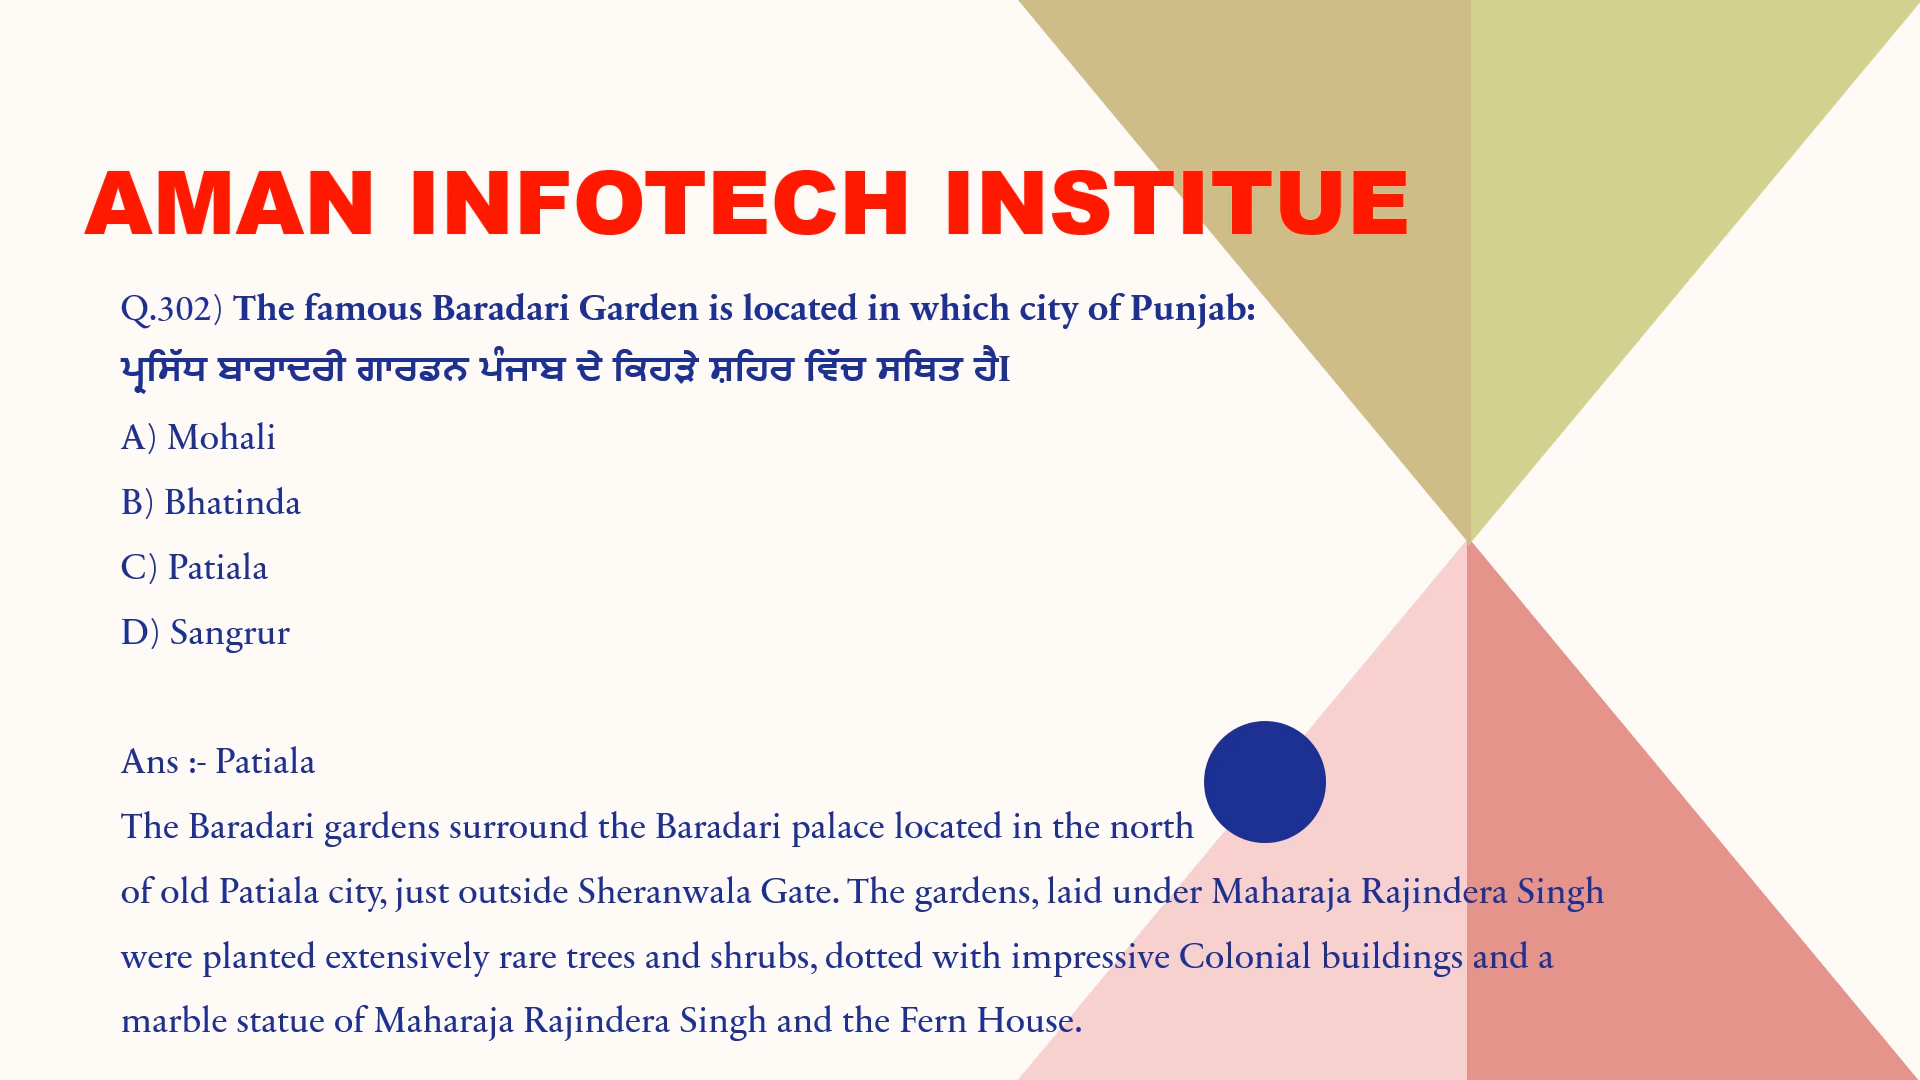 AMAN INFOTECH INSTITUE
Q.302) The famous Baradari Garden is located in which city of Punjab:
ਪ੍ਰਸਿੱਧ ਬਾਰਾਦਰੀ ਗਾਰਡਨ ਪੰਜਾਬ ਦੇ ਕਿਹੜੇ ਸ਼ਹਿਰ ਵਿੱਚ ਸਥਿਤ ਹੈI
A) Mohali
B) Bhatinda
C) Patiala
D) Sangrur
Ans :- Patiala
The Baradari gardens surround the Baradari palace located in the north
of old Patiala city, just outside Sheranwala Gate. The gardens, laid under Maharaja Rajindera Singh
were planted extensively rare trees and shrubs, dotted with impressive Colonial buildings and a
marble statue of Maharaja Rajindera Singh and the Fern House.